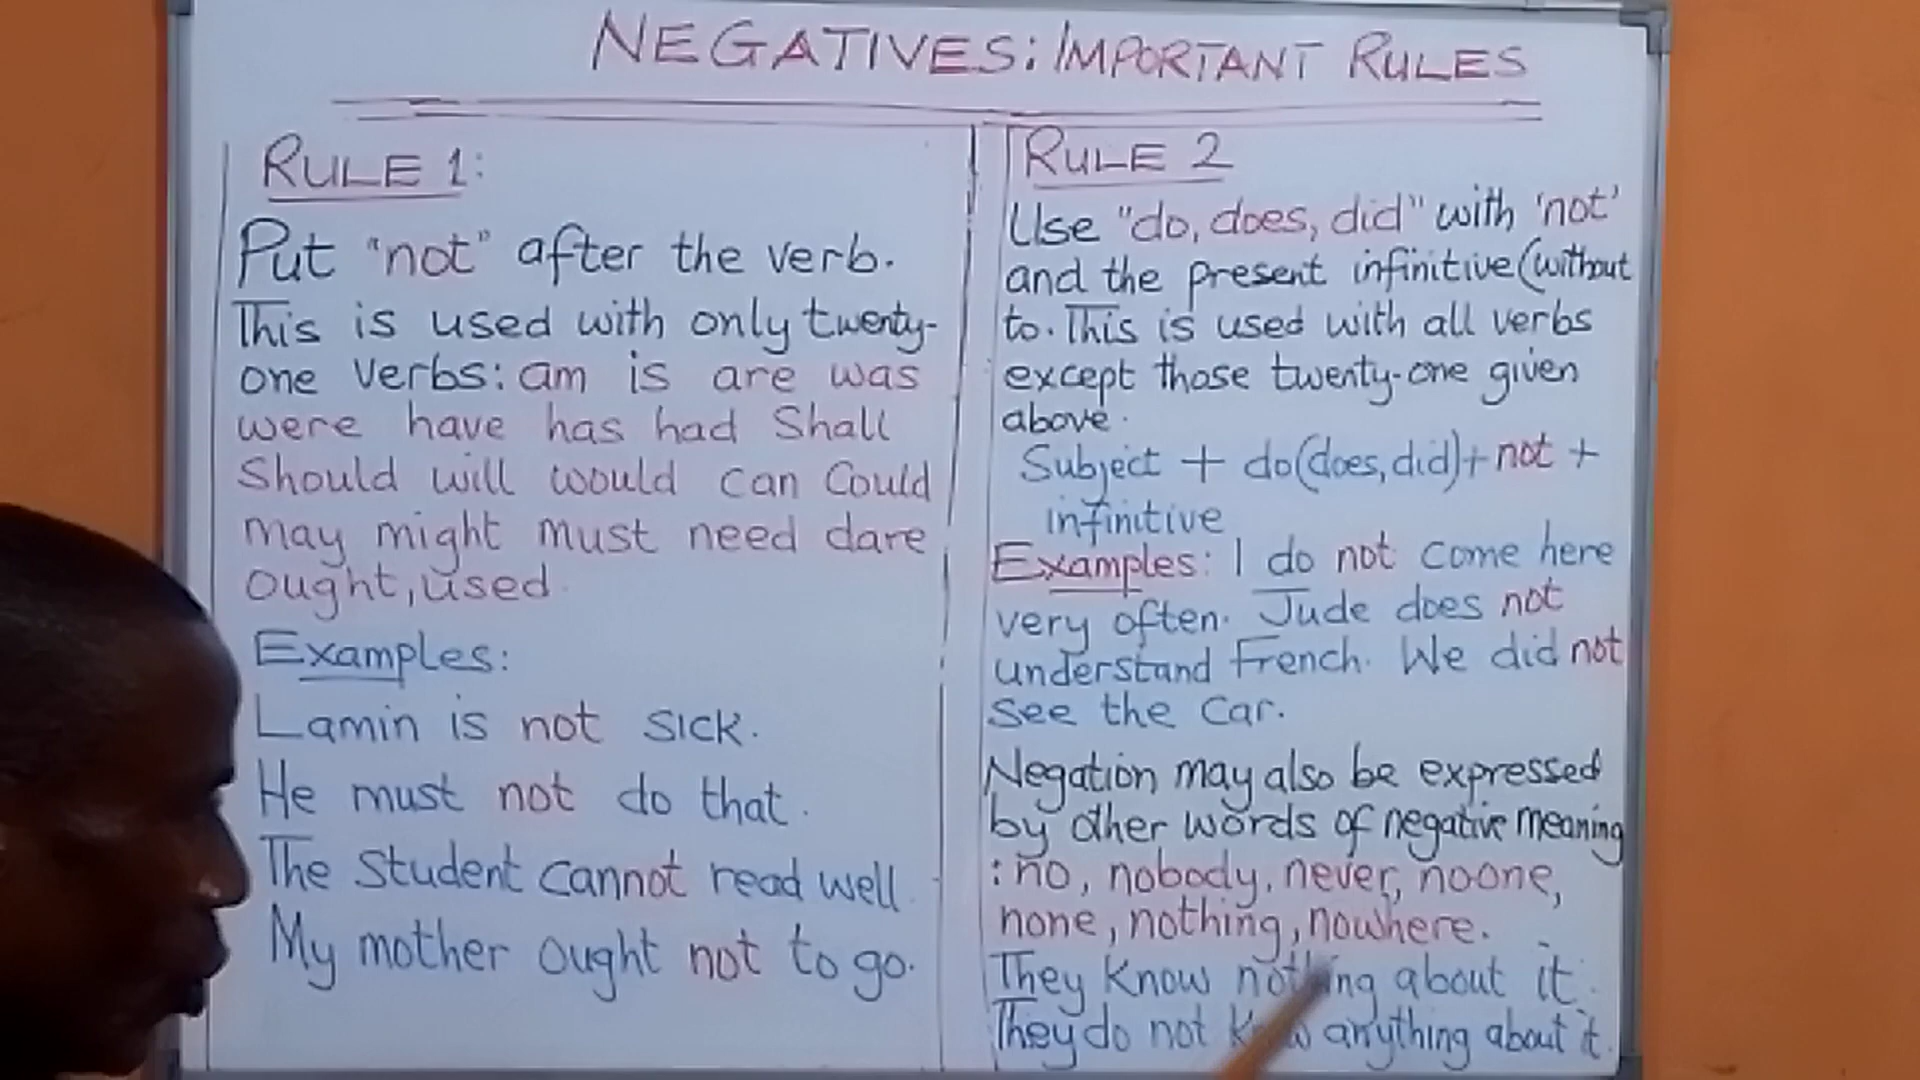 NEGATIVES: IMPORTANT RULES
RULE 1:
Put "not" after the verb.
This is used with only twenty-
one verbs: am is are was
were have has had Shall
Should will would can Could
may might must need dare
ought, used
Examples:
Lamin is not sick.
He must not do that.
The student cannot read well
My mother ought not to go.
RULE 2
Use "do, does, did" with 'not'
and the present infinitive (without
to. This is used with all verbs
except those twenty-one given
above.
Subject + do (does, did) + not +
infinitive
Examples: I do not come here
very often. Jude does not
understand French. We did not
see the car.
Negation may also be expressed
by other words of negative meaning
: no, nobody, never, noone,
none, nothing, nowhere.
They know nothing about it.
They do not know anything about it.